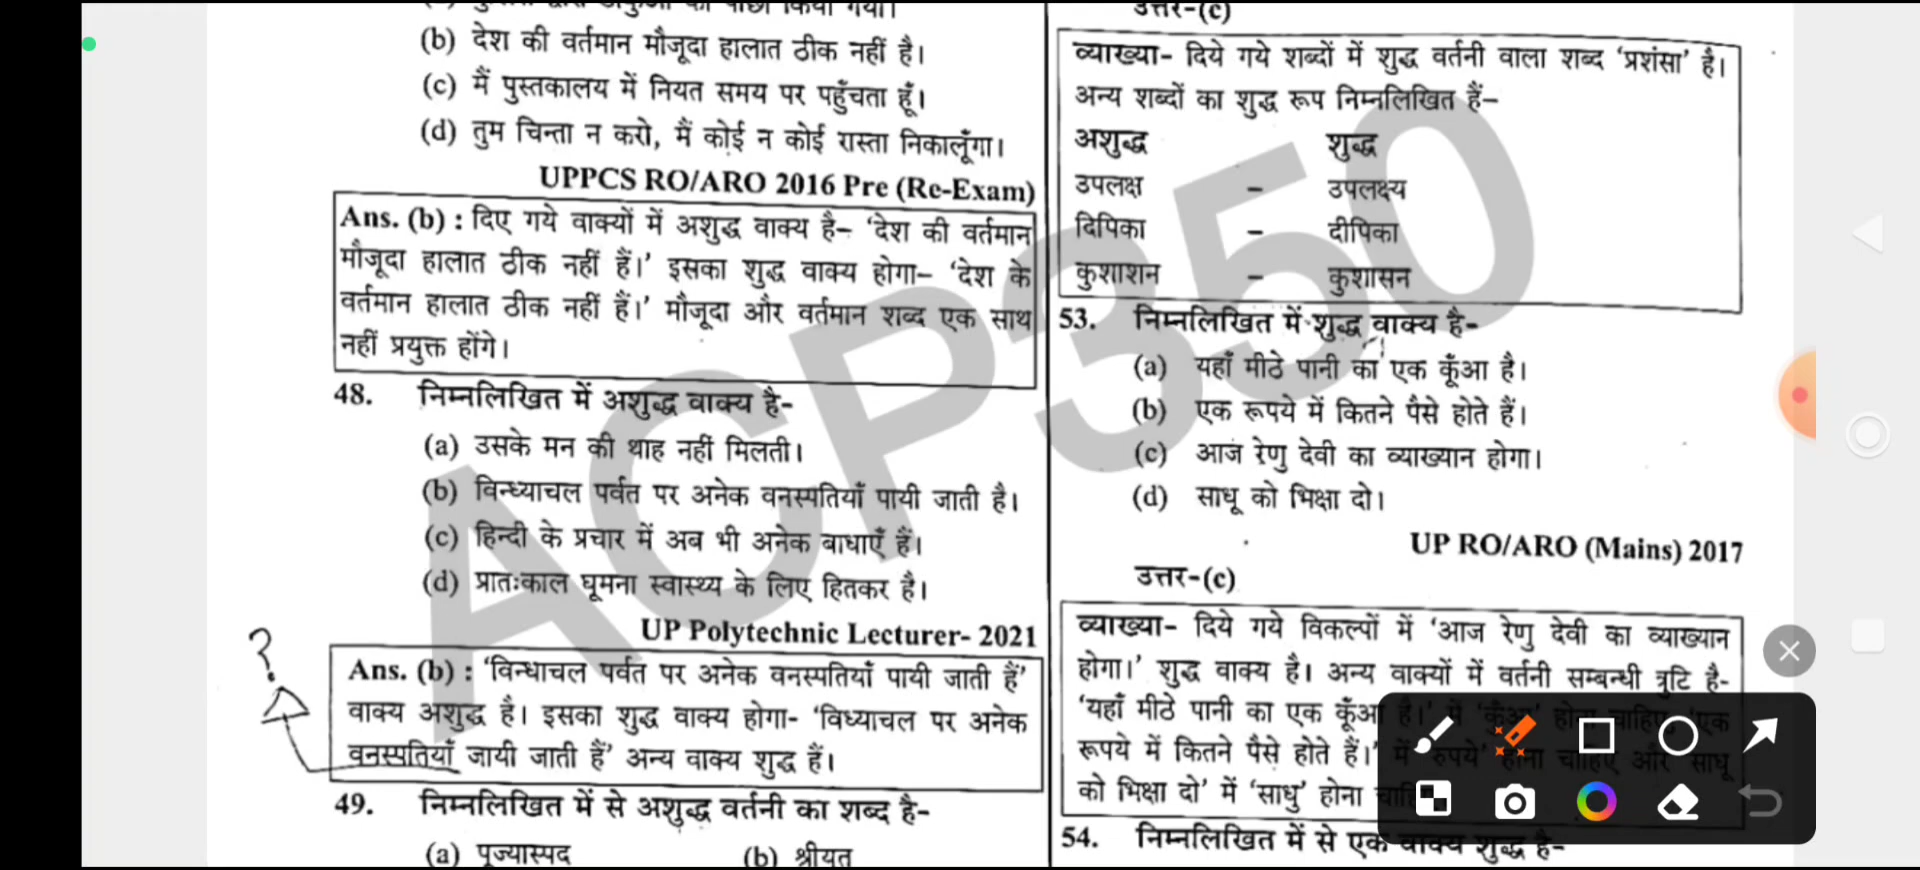 (b) देश की वर्तमान मौजूदा हालात ठीक नहीं है।
(c) मैं पुस्तकालय में नियत समय पर पहुँचता हूँ।
(d) तुम चिन्ता न करो, मैं कोई न कोई रास्ता निकालूँगा।
UPPCS RO/ARO 2016 Pre (Re-Exam)
Ans. (b) : दिए गये वाक्यों में अशुद्ध वाक्य है– ‘देश की वर्तमान
मौजूदा हालात ठीक नहीं हैं।’ इसका शुद्ध वाक्य होगा– ‘देश के
वर्तमान हालात ठीक नहीं हैं।’ मौजूदा और वर्तमान शब्द एक साथ
नहीं प्रयुक्त होंगे।
48. निम्नलिखित में अशुद्ध वाक्य है-
(a) उसके मन की थाह नहीं मिलती।
(b) विन्ध्याचल पर्वत पर अनेक वनस्पतियाँ पायी जाती है।
(c) हिन्दी के प्रचार में अब भी अनेक बाधाएँ हैं।
(d) प्रातःकाल घूमना स्वास्थ्य के लिए हितकर है।
UP Polytechnic Lecturer- 2021
?
Ans. (b) : ‘विन्धाचल पर्वत पर अनेक वनस्पतियाँ पायी जाती हैं’
वाक्य अशुद्ध है। इसका शुद्ध वाक्य होगा- ‘विध्याचल पर अनेक
वनस्पतियाँ जायी जाती हैं’ अन्य वाक्य शुद्ध हैं।
49. निम्नलिखित में से अशुद्ध वर्तनी का शब्द है-
(a) पूज्यास्पद (b) श्रीयुत
उत्तर-(c)
व्याख्या- दिये गये शब्दों में शुद्ध वर्तनी वाला शब्द ‘प्रशंसा’ है।
अन्य शब्दों का शुद्ध रूप निम्नलिखित हैं–
अशुद्ध शुद्ध
उपलक्ष – उपलक्ष्य
दिपिका – दीपिका
कुशाशन – कुशासन
53. निम्नलिखित में शुद्ध वाक्य है-
(a) यहाँ मीठे पानी का एक कूँआ है।
(b) एक रूपये में कितने पैसे होते हैं।
(c) आज रेणु देवी का व्याख्यान होगा।
(d) साधू को भिक्षा दो।
UP RO/ARO (Mains) 2017
उत्तर-(c)
व्याख्या- दिये गये विकल्पों में ‘आज रेणु देवी का व्याख्यान
होगा।’ शुद्ध वाक्य है। अन्य वाक्यों में वर्तनी सम्बन्धी त्रुटि है-
‘यहाँ मीठे पानी का एक कूँआ है।’ में ‘कुँआ’ होना चाहिए ‘एक
रूपये में कितने पैसे होते हैं।’ में ‘रुपये’ होना चाहिए और ‘साधू
को भिक्षा दो’ में ‘साधु’ होना
54. निम्नलिखित में से एक वाक्य शुद्ध है-
ACP350